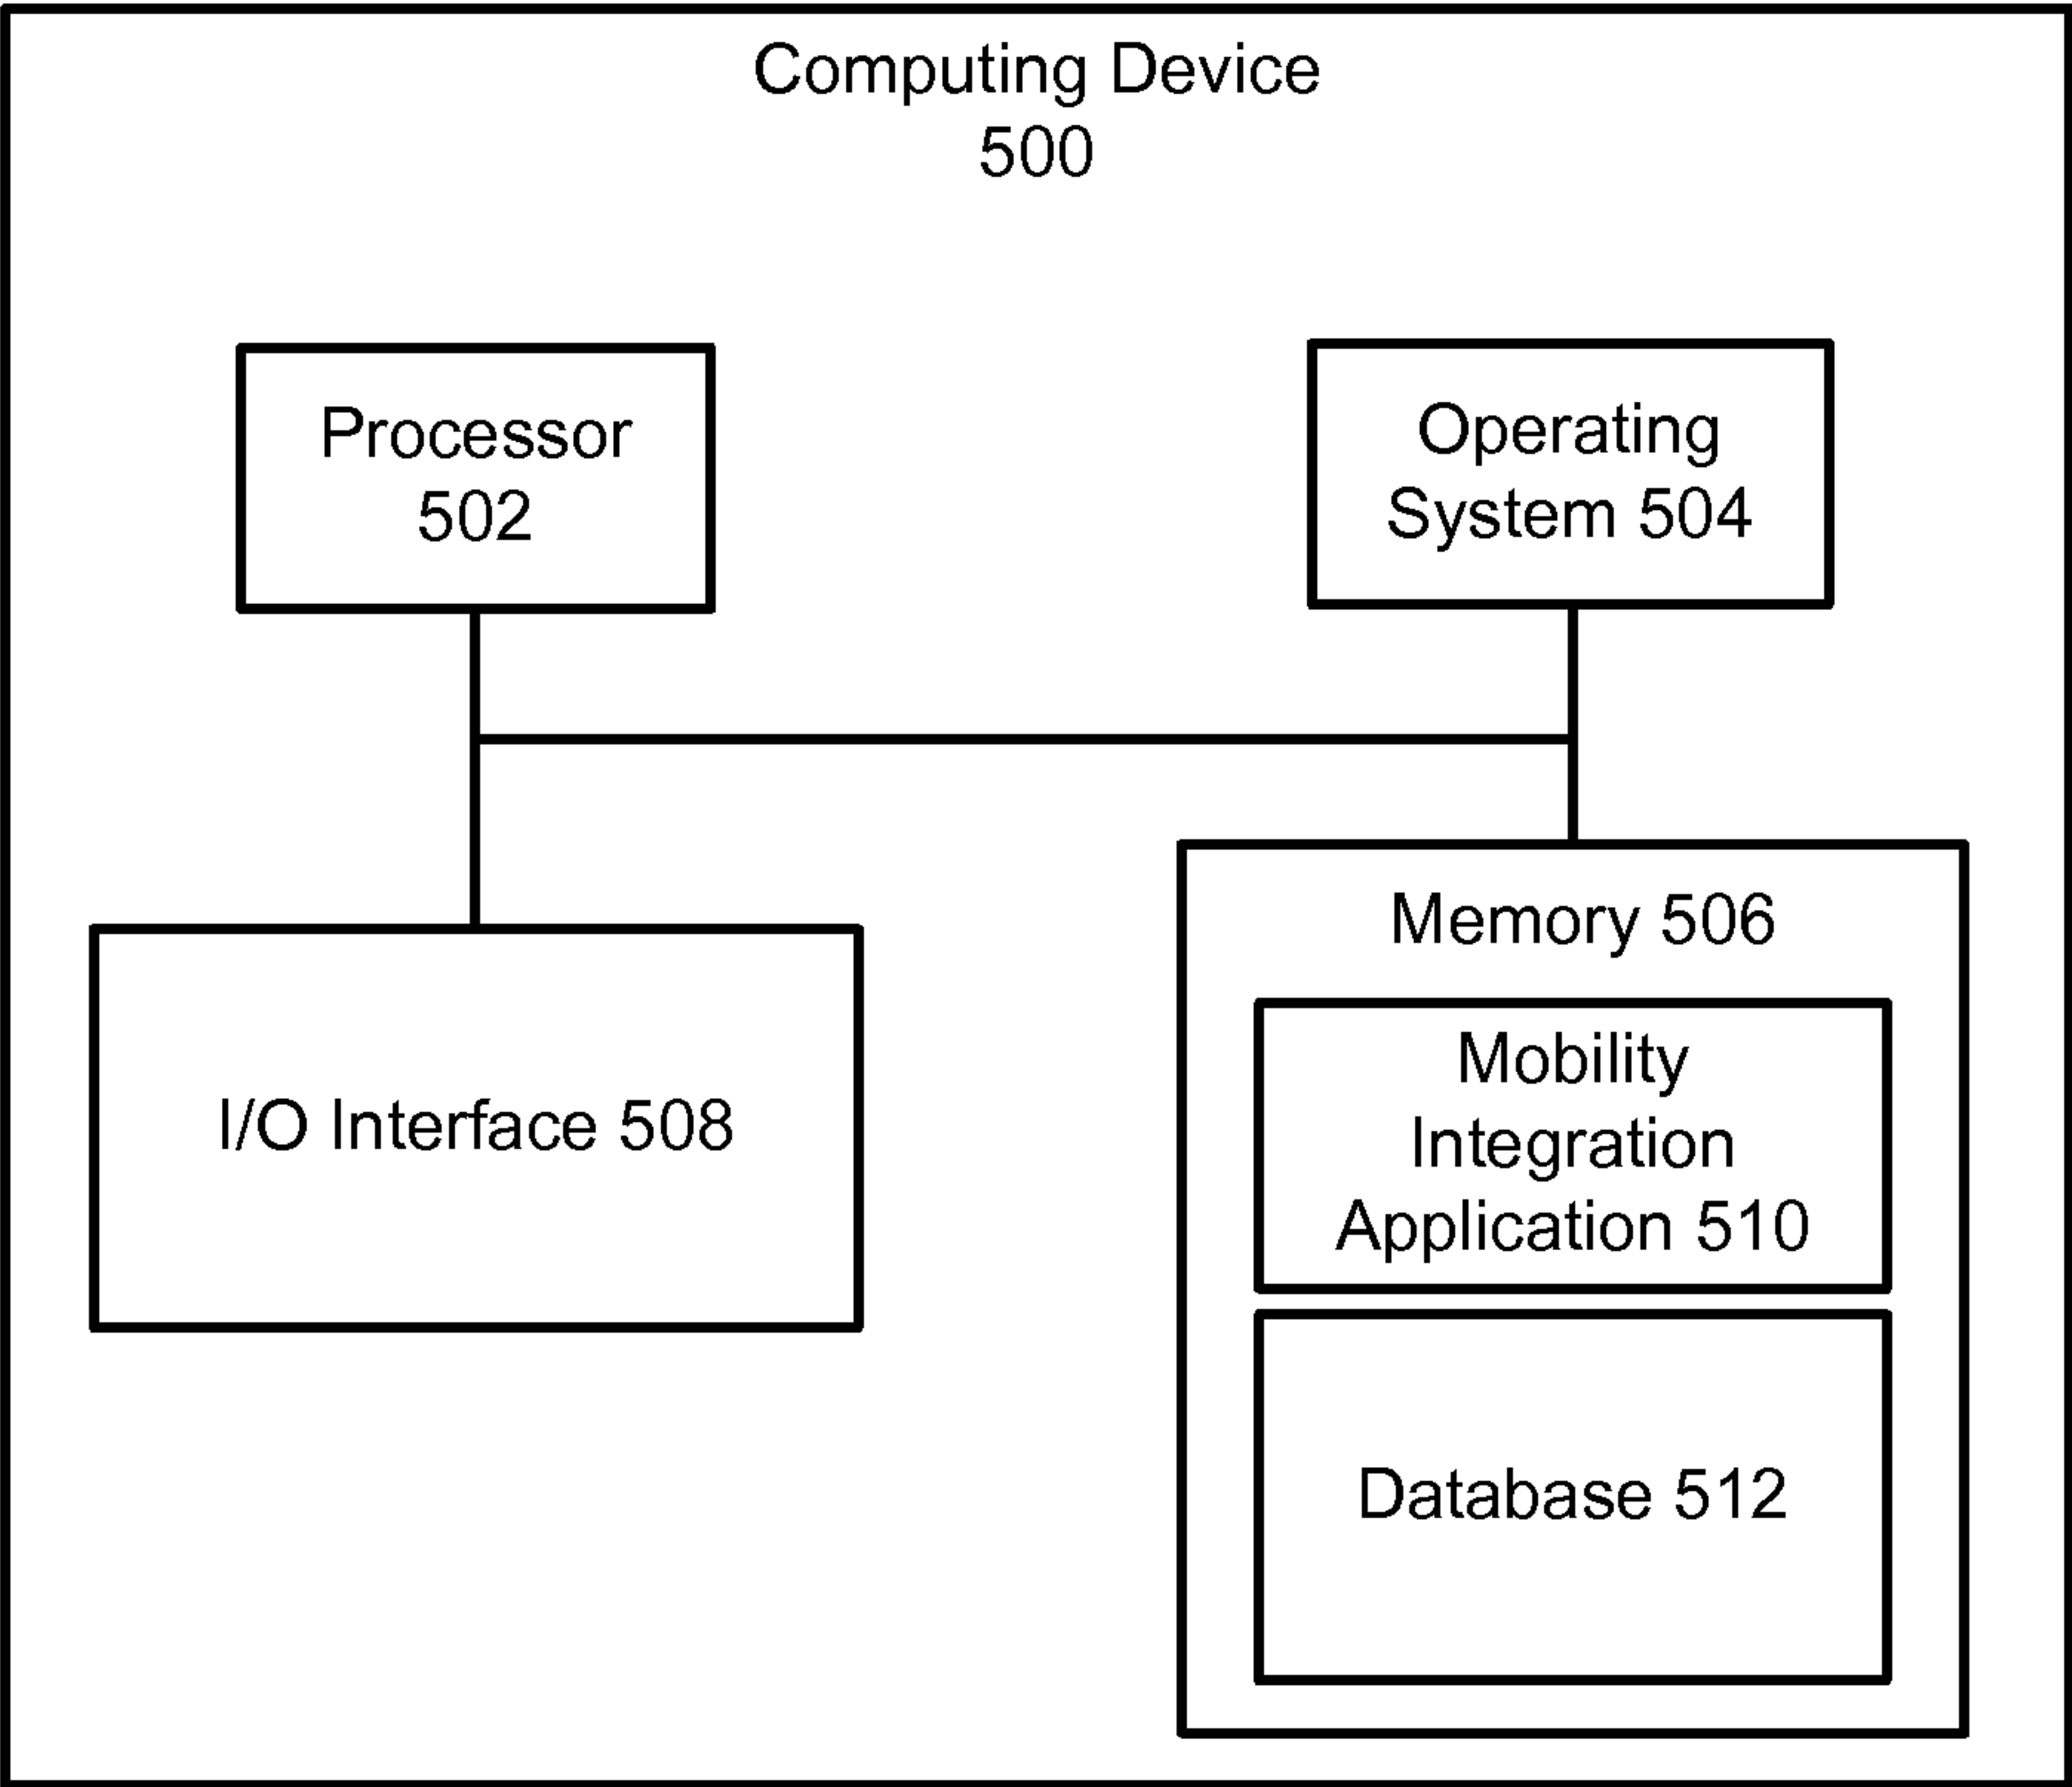 Computing Device
500
Processor
502
Operating
System 504
I/O Interface 508
Memory 506
Mobility
Integration
Application 510
Database 512